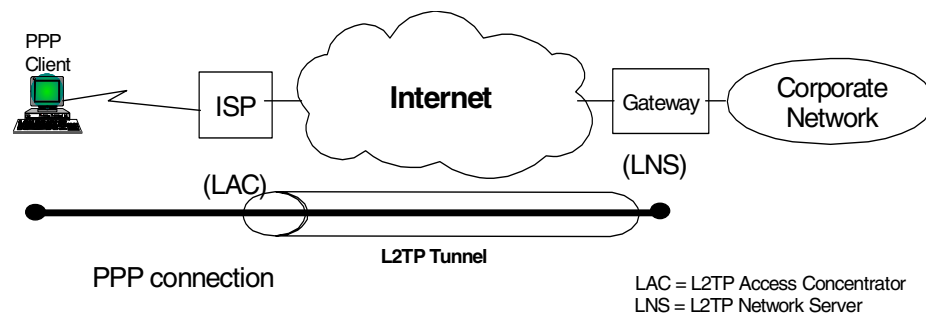 PPP
Client
ISP
Internet
Gateway
Corporate
Network
(LAC)
(LNS)
L2TP Tunnel
PPP connection
LAC = L2TP Access Concentrator
LNS = L2TP Network Server